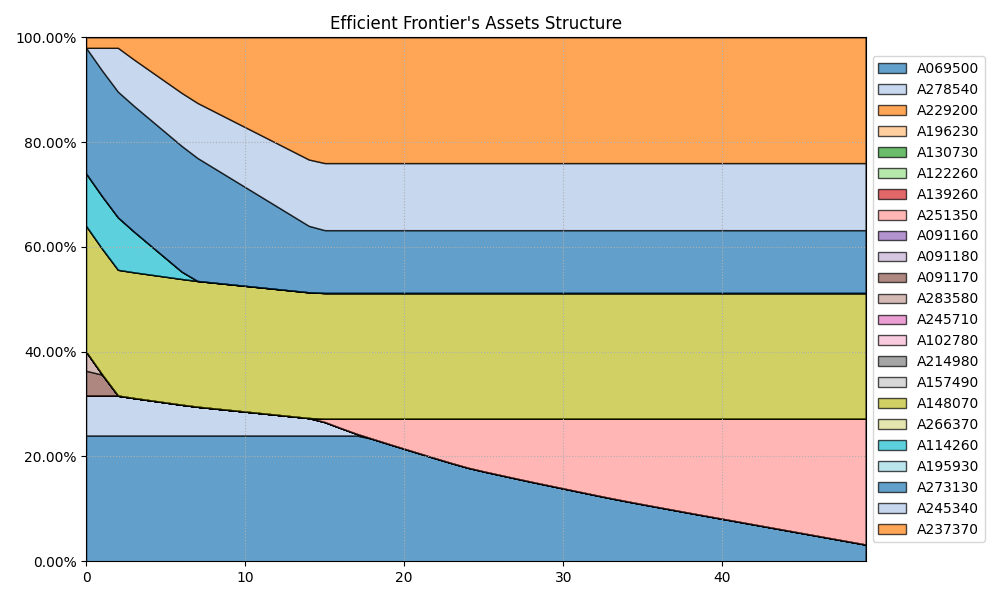 Efficient Frontier's Assets Structure
100.00%
80.00%
60.00%
40.00%
20.00%
0.00%
0
10
20
30
40
A069500
A278540
A229200
A196230
A130730
A122260
A139260
A251350
A091160
A091180
A091170
A283580
A245710
A102780
A214980
A157490
A148070
A266370
A114260
A195930
A273130
A245340
A237370